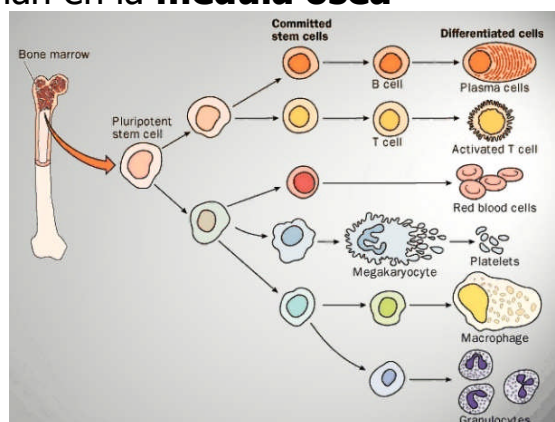 médula ósea
Committed
stem cells
Differentiated cells
Bone marrow
B cell
Plasma cells
Pluripotent
stem cell
T cell
Activated T cell
Red blood cells
Megakaryocyte
Platelets
Macrophage
Granulocytes